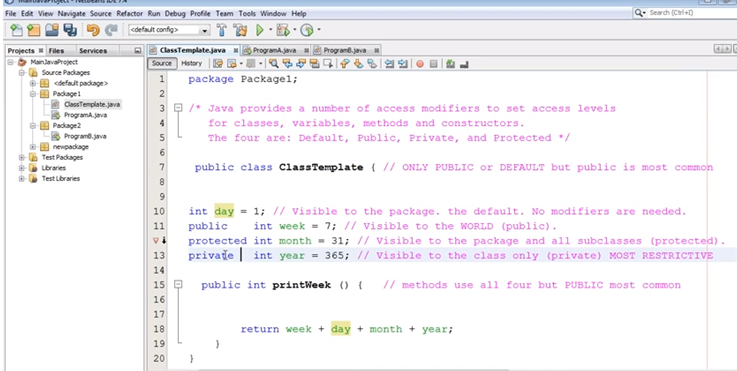 MainJavaProject - NetBeans IDE 7.4
File Edit View Navigate Source Refactor Run Debug Profile Team Tools Window Help
Search (Ctrl+I)
<default config>
Projects Files Services
MainJavaProject
Source Packages
<default package>
Package1
ClassTemplate.java
ProgramA.java
Package2
ProgramB.java
newpackage
Test Packages
Libraries
Test Libraries
ClassTemplate.java ProgramA.java ProgramB.java
Source History
1 package Package1;
2
3 /* Java provides a number of access modifiers to set access levels
4 for classes, variables, methods and constructors.
5 The four are: Default, Public, Private, and Protected */
6
7 public class ClassTemplate { // ONLY PUBLIC or DEFAULT but public is most common
8
9
10 int day = 1; // Visible to the package. the default. No modifiers are needed.
11 public int week = 7; // Visible to the WORLD (public).
protected int month = 31; // Visible to the package and all subclasses (protected).
13 private int year = 365; // Visible to the class only (private) MOST RESTRICTIVE
14
15 public int printWeek () { // methods use all four but PUBLIC most common
16
17
18 return week + day + month + year;
19 }
20 }